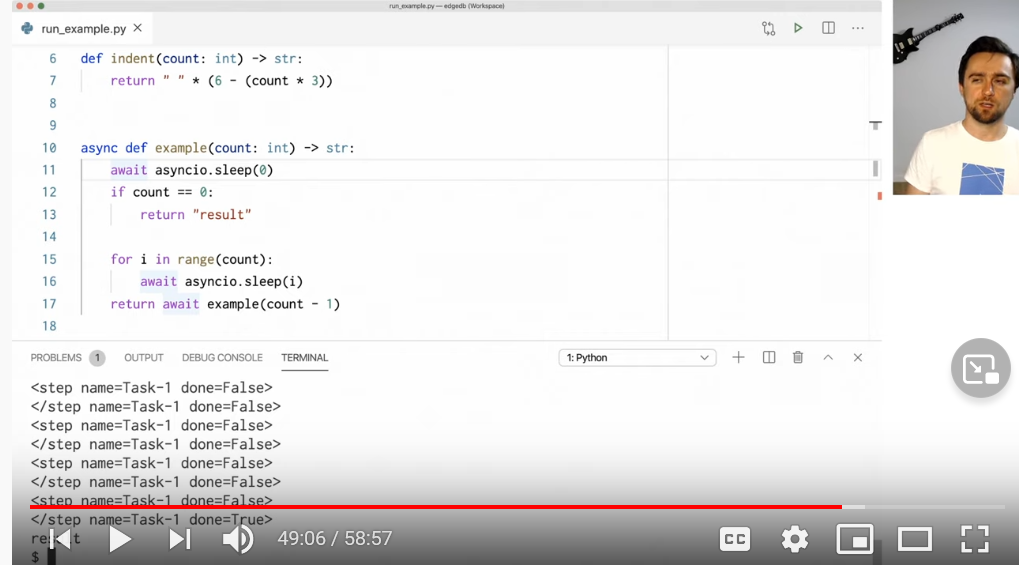 run_example.py — edgedb (Workspace)
run_example.py
6 def indent(count: int) -> str:
7 return " " * (6 - (count * 3))
8
9
10 async def example(count: int) -> str:
11 await asyncio.sleep(0)
12 if count == 0:
13 return "result"
14
15 for i in range(count):
16 await asyncio.sleep(i)
17 return await example(count - 1)
18
PROBLEMS 1 OUTPUT DEBUG CONSOLE TERMINAL 1: Python
<step name=Task-1 done=False>
</step name=Task-1 done=False>
<step name=Task-1 done=False>
</step name=Task-1 done=False>
<step name=Task-1 done=False>
</step name=Task-1 done=False>
<step name=Task-1 done=False>
</step name=Task-1 done=True>
result
49:06 / 58:57 CC
$